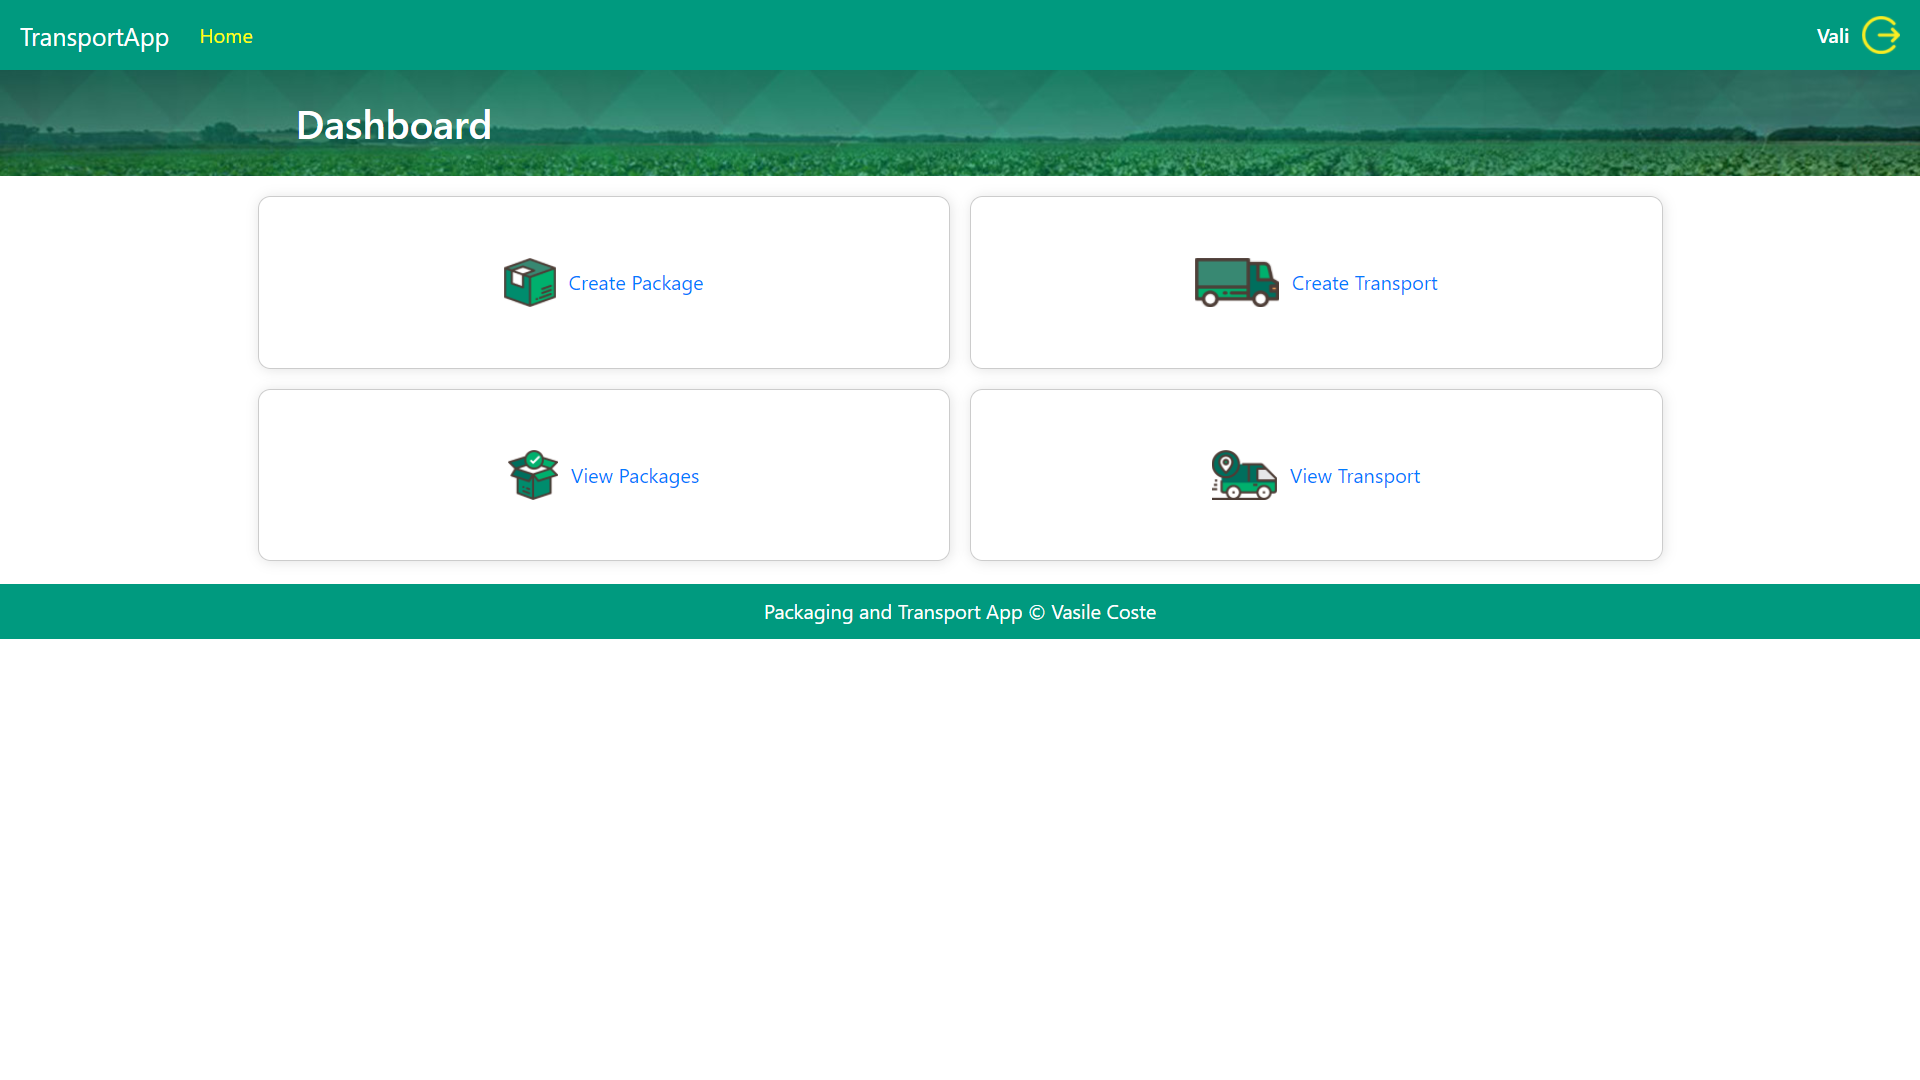 TransportApp Home Vali
Dashboard
Create Package
Create Transport
View Packages
View Transport
Packaging and Transport App © Vasile Coste